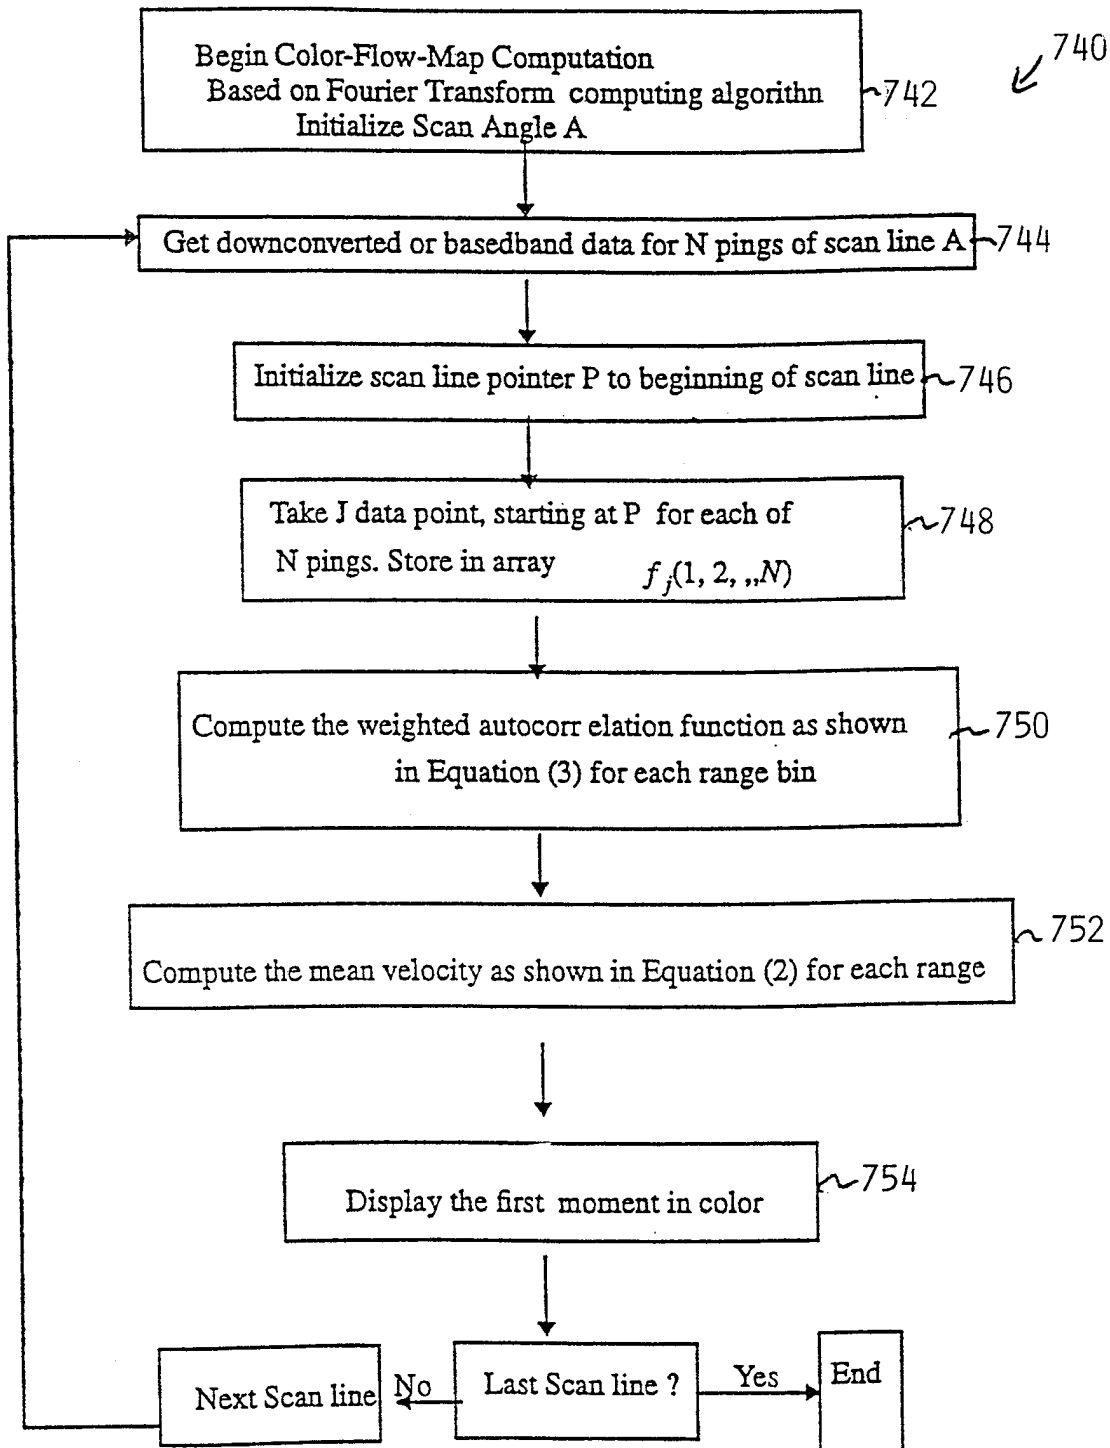 740
Begin Color-Flow-Map Computation
Based on Fourier Transform computing algorithn
Initialize Scan Angle A
742
Get downconverted or basedband data for N pings of scan line A
744
Initialize scan line pointer P to beginning of scan line
746
Take J data point, starting at P for each of
N pings. Store in array f_j(1, 2, ,,N)
748
Compute the weighted autocorr elation function as shown
in Equation (3) for each range bin
750
Compute the mean velocity as shown in Equation (2) for each range
752
Display the first moment in color
754
Next Scan line
No
Last Scan line ?
Yes
End